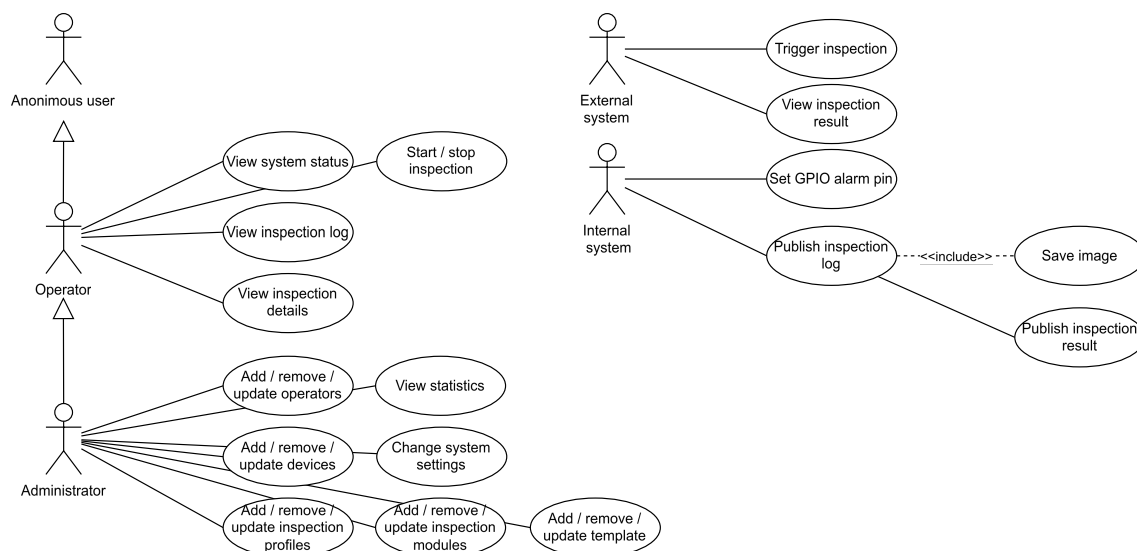 Anonimous user
Operator
Administrator
View system status
Start / stop
inspection
View inspection log
View inspection
details
Add / remove /
update operators
View statistics
Add / remove /
update devices
Change system
settings
Add / remove /
update inspection
profiles
Add / remove /
update inspection
modules
Add / remove /
update template
External
system
Trigger inspection
View inspection
result
Internal
system
Set GPIO alarm pin
Publish inspection
log
<<include>>
Save image
Publish inspection
result